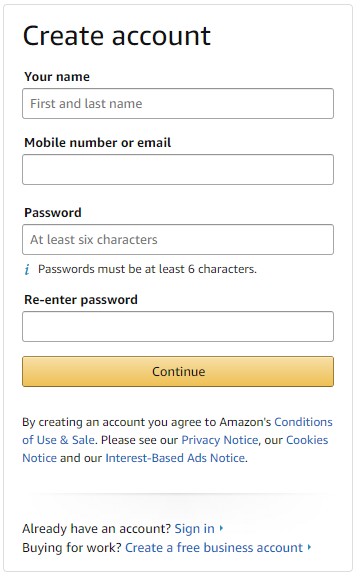 Create account
Your name
First and last name
Mobile number or email
Password
At least six characters
i Passwords must be at least 6 characters.
Re-enter password
Continue
By creating an account you agree to Amazon's Conditions
of Use & Sale. Please see our Privacy Notice, our Cookies
Notice and our Interest-Based Ads Notice.
Already have an account? Sign in
Buying for work? Create a free business account